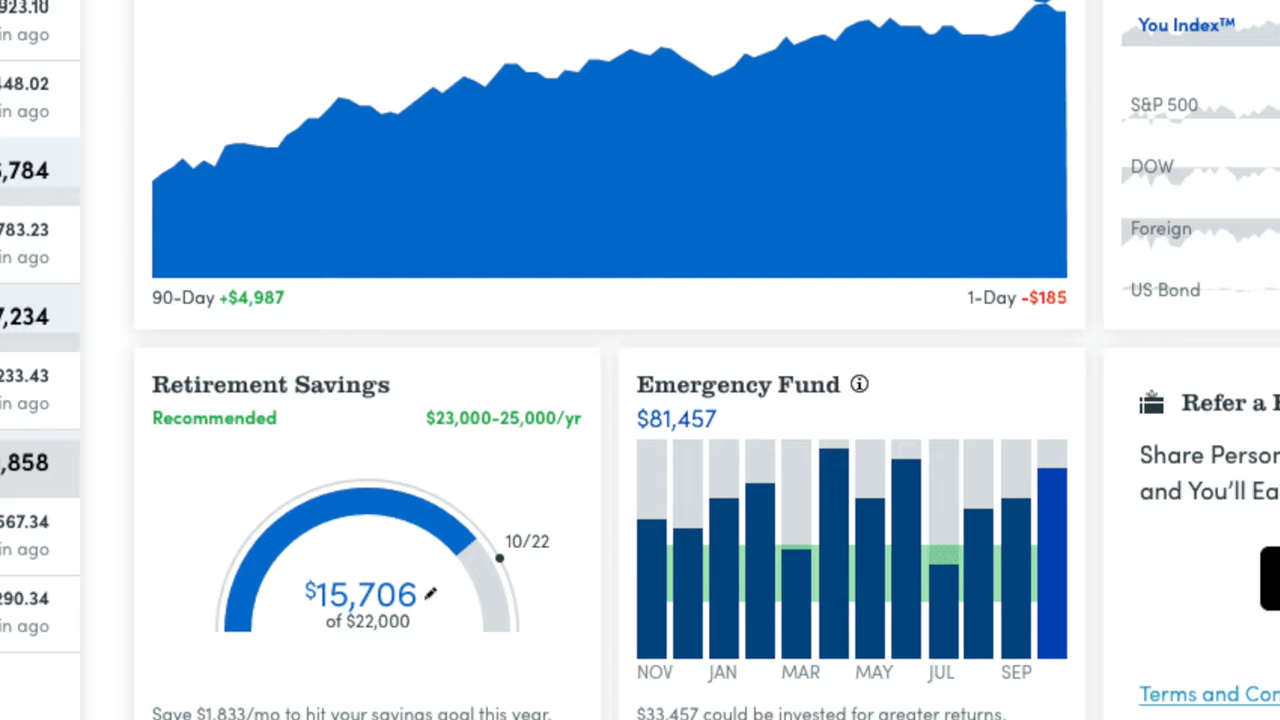 923.10
in ago
448.02
in ago
,784
783.23
in ago
7,234
233.43
in ago
,858
567.34
in ago
290.34
in ago
90-Day +$4,987
1-Day -$185
You Index™
S&P 500
DOW
Foreign
US Bond
Retirement Savings
Recommended
$23,000-25,000/yr
10/22
$15,706
of $22,000
Save $1,833/mo to hit your savings goal this year.
Emergency Fund
$81,457
NOV JAN MAR MAY JUL SEP
$33,457 could be invested for greater returns.
Refer a
Share Person
and You'll Ea
Terms and Con